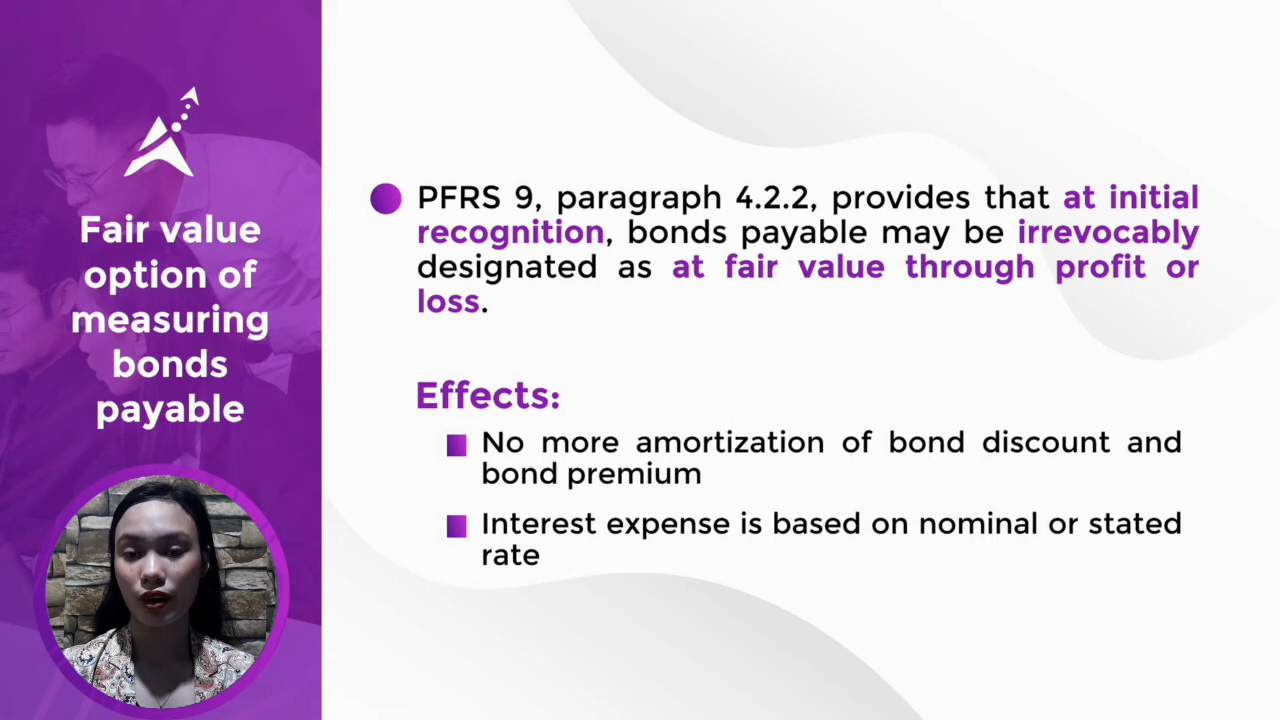 Fair value
option of
measuring
bonds
payable
PFRS 9, paragraph 4.2.2, provides that at initial
recognition, bonds payable may be irrevocably
designated as at fair value through profit or
loss.
Effects:
No more amortization of bond discount and
bond premium
Interest expense is based on nominal or stated
rate